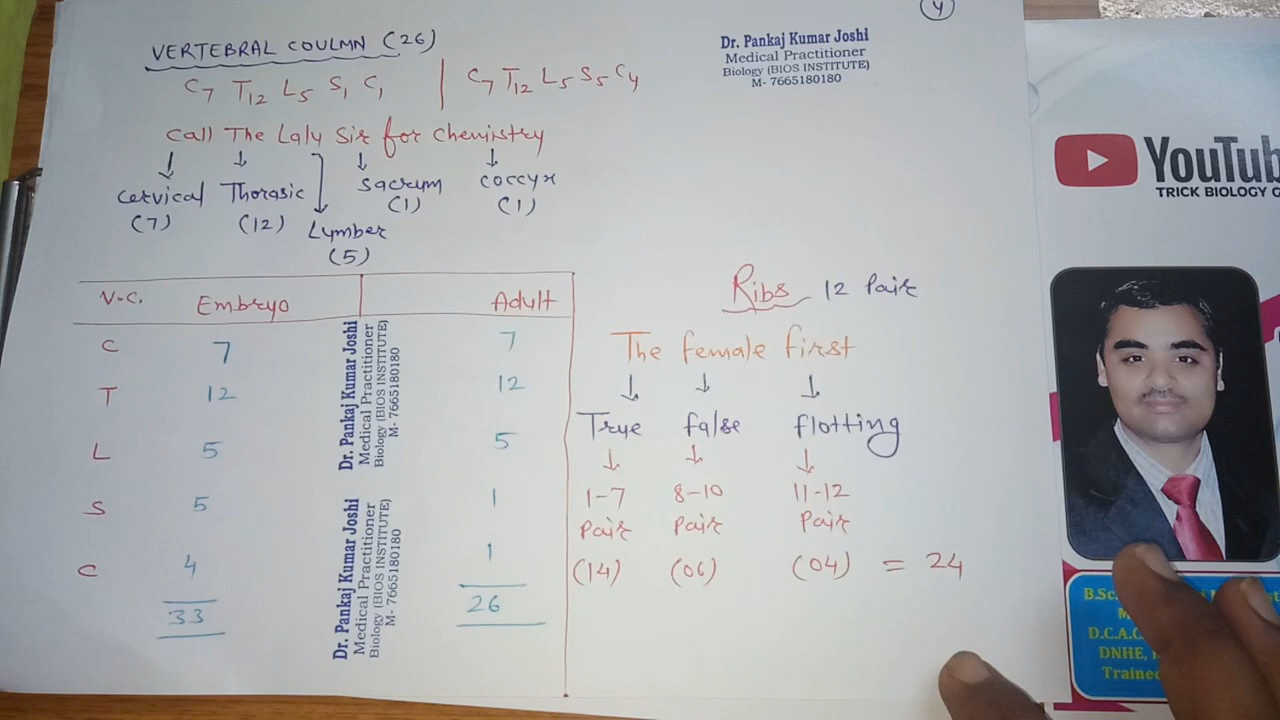 4
VERTEBRAL COULMN (26)
C7 T12 L5 S1 C1 | C7 T12 L5 S5 C4
Call The Laly Sir for chemistry
Cervical Thorasic Sacrum Coccyx
(7) (12) (1) (1)
Lymber
(5)
Dr. Pankaj Kumar Joshi
Medical Practitioner
Biology (BIOS INSTITUTE)
M- 7665180180
V.C. Embryo Adult
C 7 7
T 12 12
L 5 5
S 5 1
C 4 1
33 26
Dr. Pankaj Kumar Joshi
Medical Practitioner
Biology (BIOS INSTITUTE)
M- 7665180180
Dr. Pankaj Kumar Joshi
Medical Practitioner
Biology (BIOS INSTITUTE)
M- 7665180180
Ribs 12 Pair
The female first
Trye false flotting
1-7 8-10 11-12
Pair Pair Pair
(14) (06) (04) = 24
YouTub
TRICK BIOLOGY G
B.Sc.
D.C.A.C.
DNHE,
Traine